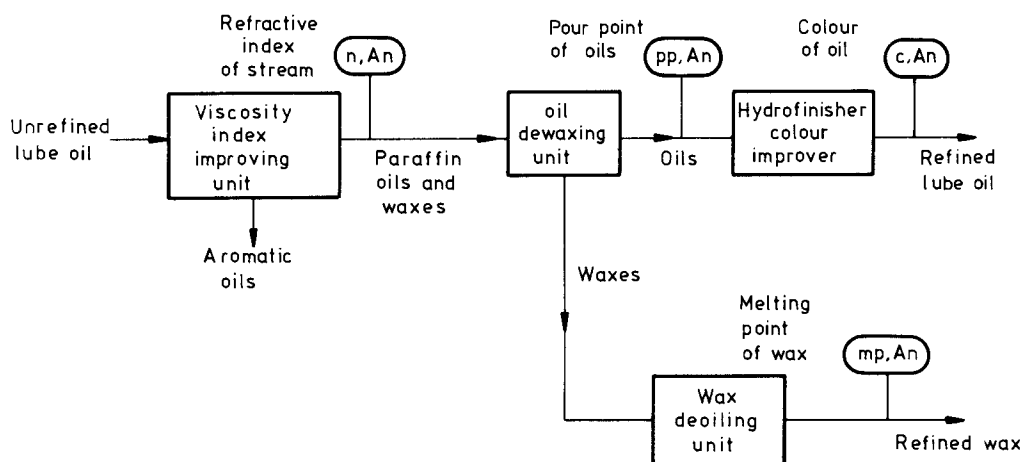 Refractive
index
of stream
n,An
Pour point
of oils
pp,An
Colour
of oil
c,An
Unrefined
lube oil
Viscosity
index
improving
unit
Paraffin
oils and
waxes
oil
dewaxing
unit
Oils
Hydrofinisher
colour
improver
Refined
lube oil
Aromatic
oils
Waxes
Melting
point
of wax
mp,An
Wax
deoiling
unit
Refined wax